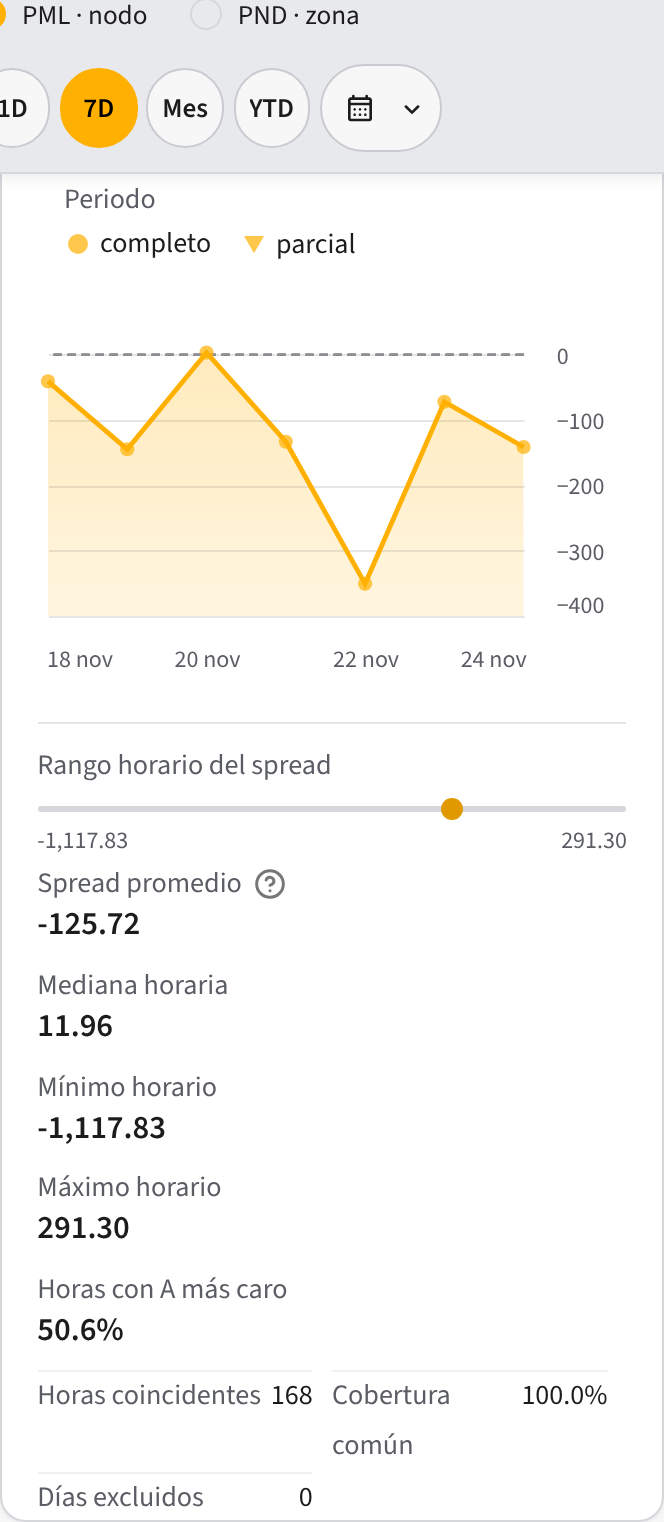 PML · nodo PND · zona
1D 7D Mes YTD
Periodo
completo parcial
0
−100
−200
−300
−400
18 nov 20 nov 22 nov 24 nov
Rango horario del spread
-1,117.83 291.30
Spread promedio ?
-125.72
Mediana horaria
11.96
Mínimo horario
-1,117.83
Máximo horario
291.30
Horas con A más caro
50.6%
Horas coincidentes 168 Cobertura 100.0%
común
Días excluidos 0